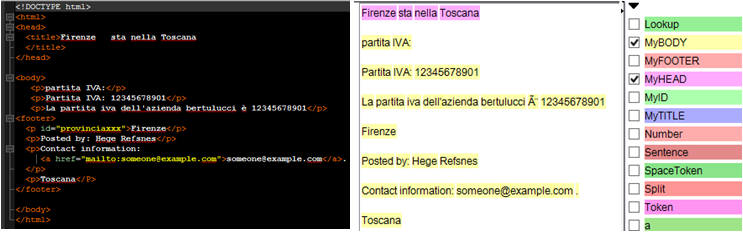 <!DOCTYPE html>
<html>
<head>
<title>Firenze   sta nella Toscana
</title>
</head>
<body>
<p>partita IVA:</p>
<p>Partita IVA: 12345678901</p>
<p>La partita iva dell'azienda bertulucci è 12345678901</p>
<footer>
<p id="provinciaxxx">Firenze</p>
<p>Posted by: Hege Refsnes</p>
<p>Contact information:
<a href="mailto:someone@example.com">someone@example.com</a>.
</p>
<p>Toscana</P>
</footer>
</body>
</html>
Firenze sta nella Toscana
partita IVA:
Partita IVA: 12345678901
La partita iva dell'azienda bertulucci Ã¨ 12345678901
Firenze
Posted by: Hege Refsnes
Contact information: someone@example.com .
Toscana
Lookup
MyBODY
MyFOOTER
MyHEAD
MyID
MyTITLE
Number
Sentence
SpaceToken
Split
Token
a